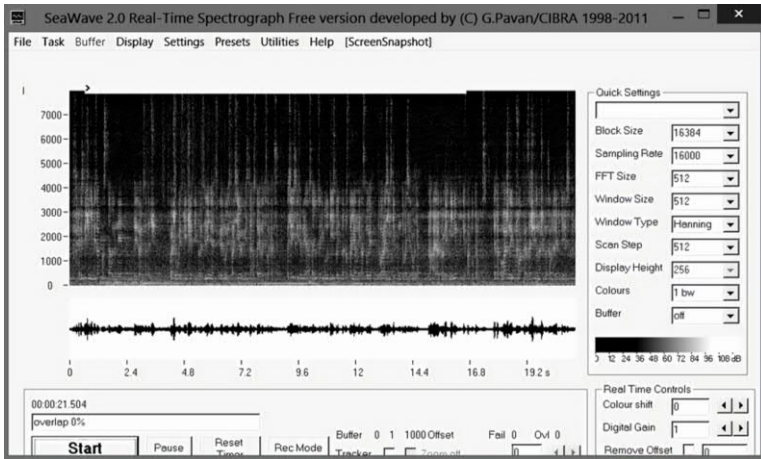 SeaWave 2.0 Real-Time Spectrograph Free version developed by (C) G.Pavan/CIBRA 1998-2011
File Task Buffer Display Settings Presets Utilities Help [ScreenSnapshot]
7000
6000
5000
4000
3000
2000
1000
0
0 2.4 4.8 7.2 9.6 12 14.4 16.8 19.2 s
Quick Settings
Block Size 16384
Sampling Rate 16000
FFT Size 512
Window Size 512
Window Type Hanning
Scan Step 512
Display Height 256
Colours 1 bw
Buffer off
12 24 36 48 60 72 84 96 108 dB
00:00:21.504
overlap 0%
Start Pause Reset Timer Rec Mode
Buffer 0 1 1000 Offset Fail 0 Ovl 0
Tracker Zoom off 0
Real Time Controls
Colour shift 0
Digital Gain 1
Remove Offset 0